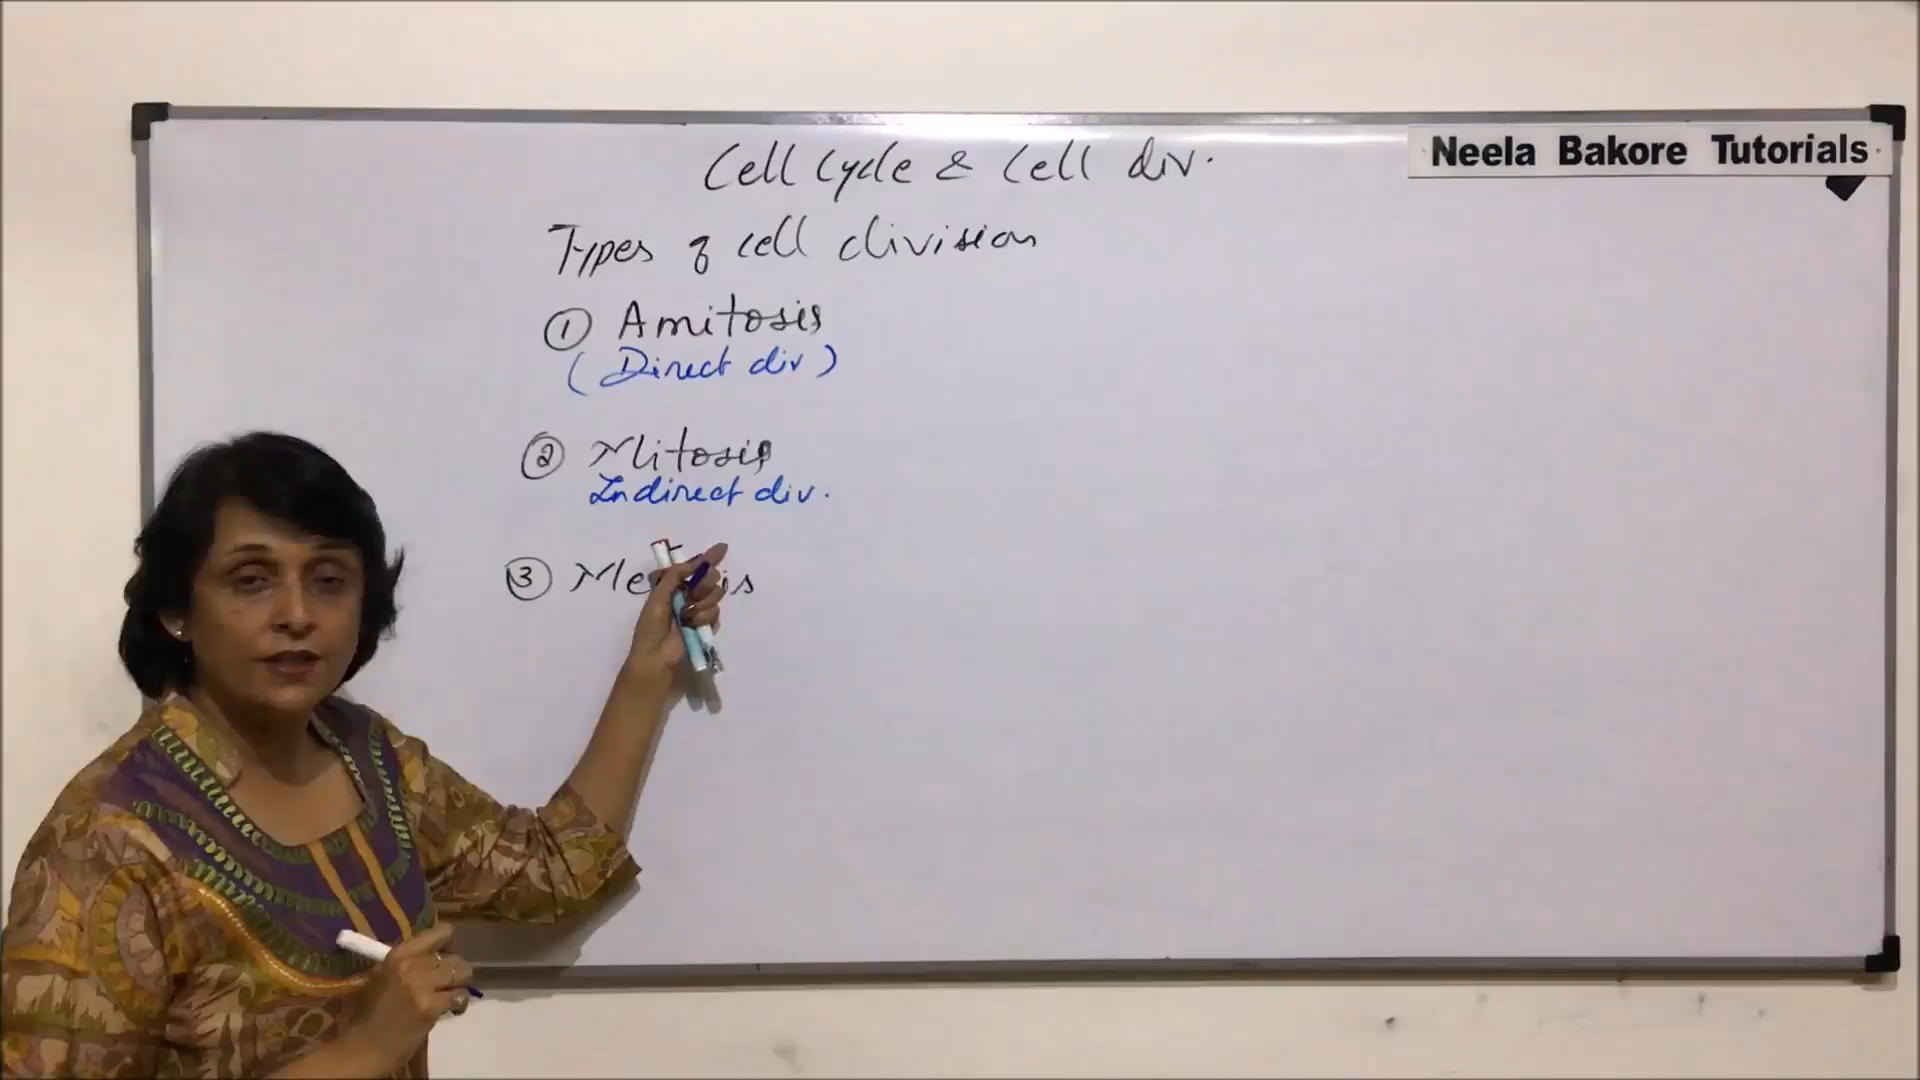 Neela Bakore Tutorials
Cell Cycle & Cell div.
Types of cell division
① Amitosis
(Direct div)
② Mitosis
Indirect div.
③